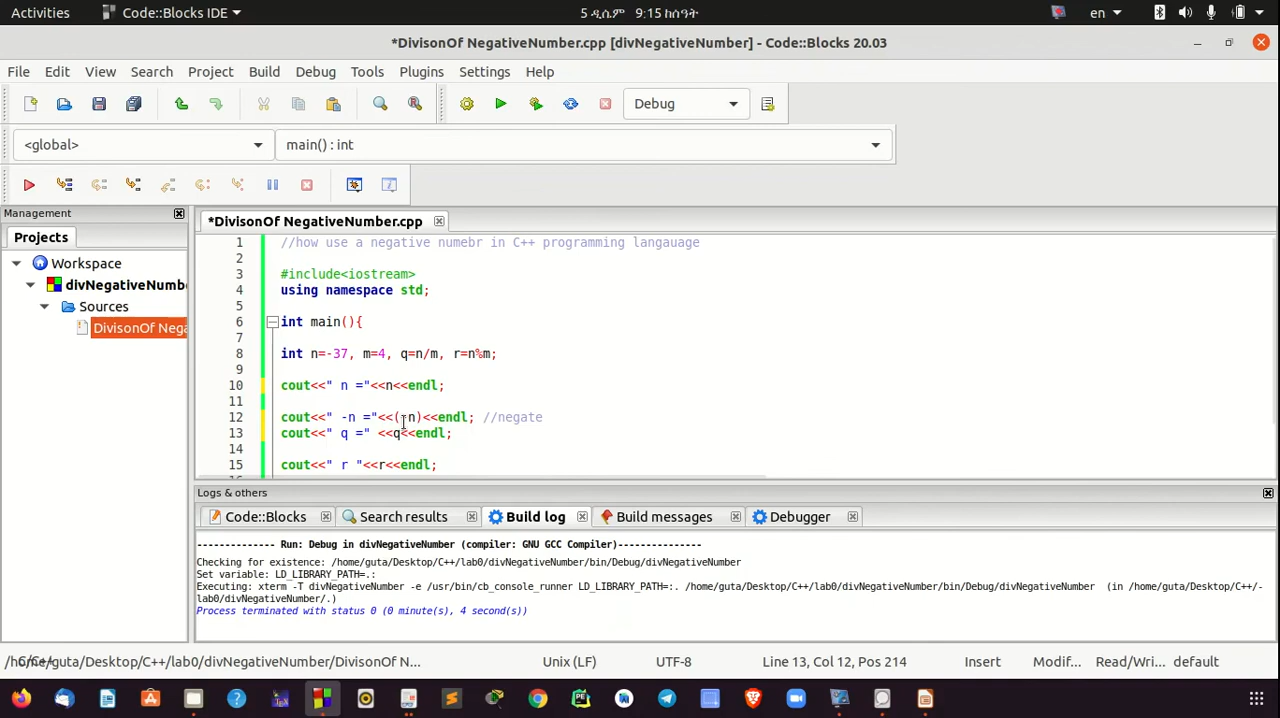 Activities Code::Blocks IDE 5 ዲሴም 9:15 ከሰዓት en
*DivisonOf NegativeNumber.cpp [divNegativeNumber] - Code::Blocks 20.03
File Edit View Search Project Build Debug Tools Plugins Settings Help
Debug
<global> main() : int
Management
*DivisonOf NegativeNumber.cpp
Projects
Workspace
divNegativeNumb
Sources
DivisonOf Nega
1 //how use a negative numebr in C++ programming langauage
2
3 #include<iostream>
4 using namespace std;
5
6 int main(){
7
8 int n=-37, m=4, q=n/m, r=n%m;
9
10 cout<<" n ="<<n<<endl;
11
12 cout<<" -n ="<<(-n)<<endl; //negate
13 cout<<" q =" <<q<<endl;
14
15 cout<<" r "<<r<<endl;
Logs & others
Code::Blocks Search results Build log Build messages Debugger
-------------- Run: Debug in divNegativeNumber (compiler: GNU GCC Compiler)---------------
Checking for existence: /home/guta/Desktop/C++/lab0/divNegativeNumber/bin/Debug/divNegativeNumber
Set variable: LD_LIBRARY_PATH=.:
Executing: xterm -T divNegativeNumber -e /usr/bin/cb_console_runner LD_LIBRARY_PATH=:. /home/guta/Desktop/C++/lab0/divNegativeNumber/bin/Debug/divNegativeNumber (in /home/guta/Desktop/C++/-
lab0/divNegativeNumber/.)
Process terminated with status 0 (0 minute(s), 4 second(s))
/home/guta/Desktop/C++/lab0/divNegativeNumber/DivisonOf N... C/C++ Unix (LF) UTF-8 Line 13, Col 12, Pos 214 Insert Modif... Read/Wri... default